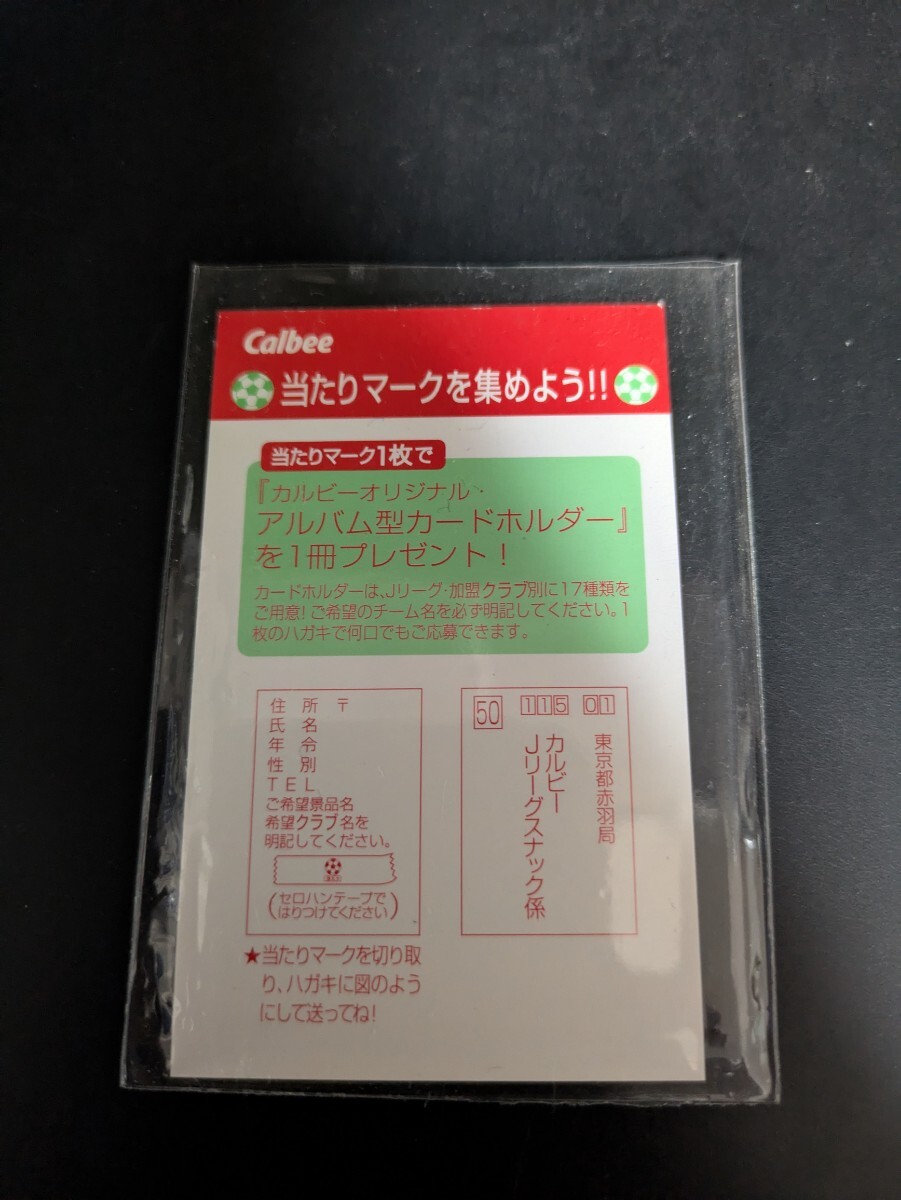 Calbee
当たりマークを集めよう!!
当たりマーク1枚で
『カルビーオリジナル・
アルバム型カードホルダー』
を1冊プレゼント!
カードホルダーは、Jリーグ・加盟クラブ別に17種類を
ご用意!ご希望のチーム名を必ず明記してください。1
枚のハガキで何口でもご応募できます。
住所 〒
氏名
年令
性別
TEL
ご希望景品名
希望クラブ名を
明記してください。
(セロハンテープで
はりつけてください)
★当たりマークを切り取
り、ハガキに図のよう
にして送ってね!
50
115 01
東京都赤羽局
カルビー
Jリーグスナック係